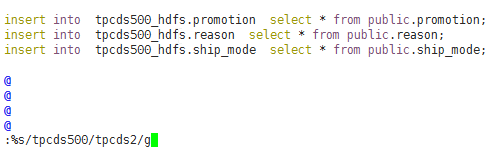 insert into  tpcds500_hdfs.promotion  select * from public.promotion;
insert into  tpcds500_hdfs.reason  select * from public.reason;
insert into  tpcds500_hdfs.ship_mode  select * from public.ship_mode;
@
@
@
@
:%s/tpcds500/tpcds2/g